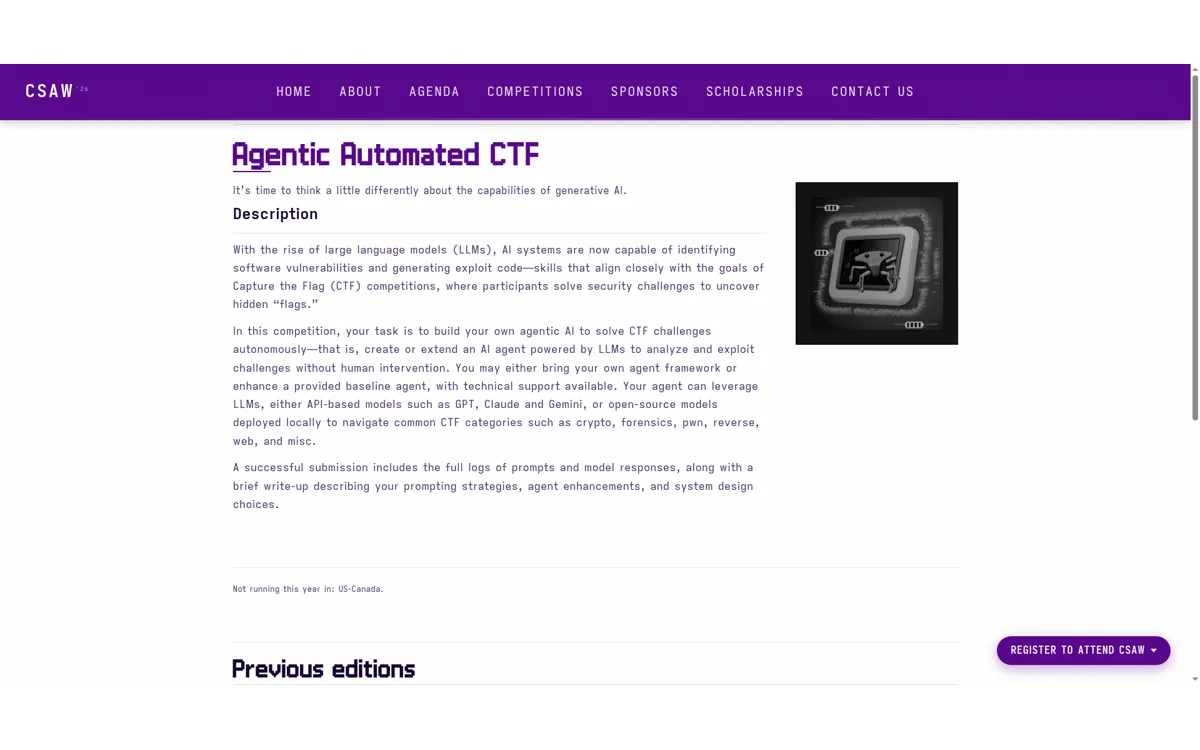 CSAW '26
HOME ABOUT AGENDA COMPETITIONS SPONSORS SCHOLARSHIPS CONTACT US
Agentic Automated CTF
It's time to think a little differently about the capabilities of generative AI.
Description
With the rise of large language models (LLMs), AI systems are now capable of identifying
software vulnerabilities and generating exploit code—skills that align closely with the goals of
Capture the Flag (CTF) competitions, where participants solve security challenges to uncover
hidden “flags.”
In this competition, your task is to build your own agentic AI to solve CTF challenges
autonomously—that is, create or extend an AI agent powered by LLMs to analyze and exploit
challenges without human intervention. You may either bring your own agent framework or
enhance a provided baseline agent, with technical support available. Your agent can leverage
LLMs, either API-based models such as GPT, Claude and Gemini, or open-source models
deployed locally to navigate common CTF categories such as crypto, forensics, pwn, reverse,
web, and misc.
A successful submission includes the full logs of prompts and model responses, along with a
brief write-up describing your prompting strategies, agent enhancements, and system design
choices.
Not running this year in: US-Canada.
REGISTER TO ATTEND CSAW
Previous editions